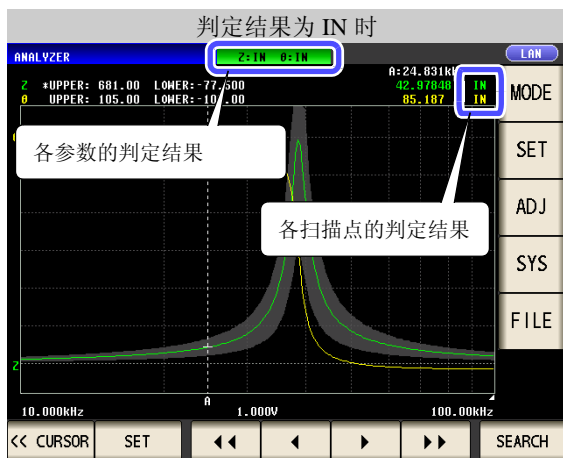 判定结果为 IN 时
ANALYZER
Z:IN θ:IN
LAN
A:24.831k
Z *UPPER: 681.00 LOWER:-77.500
42.97848 IN
θ UPPER: 105.00 LOWER:-10 .00
85.187 IN
MODE
各参数的判定结果
SET
ADJ
各扫描点的判定结果
SYS
FILE
Z
A
10.000kHz 1.000V 100.00kHz
<< CURSOR SET SEARCH